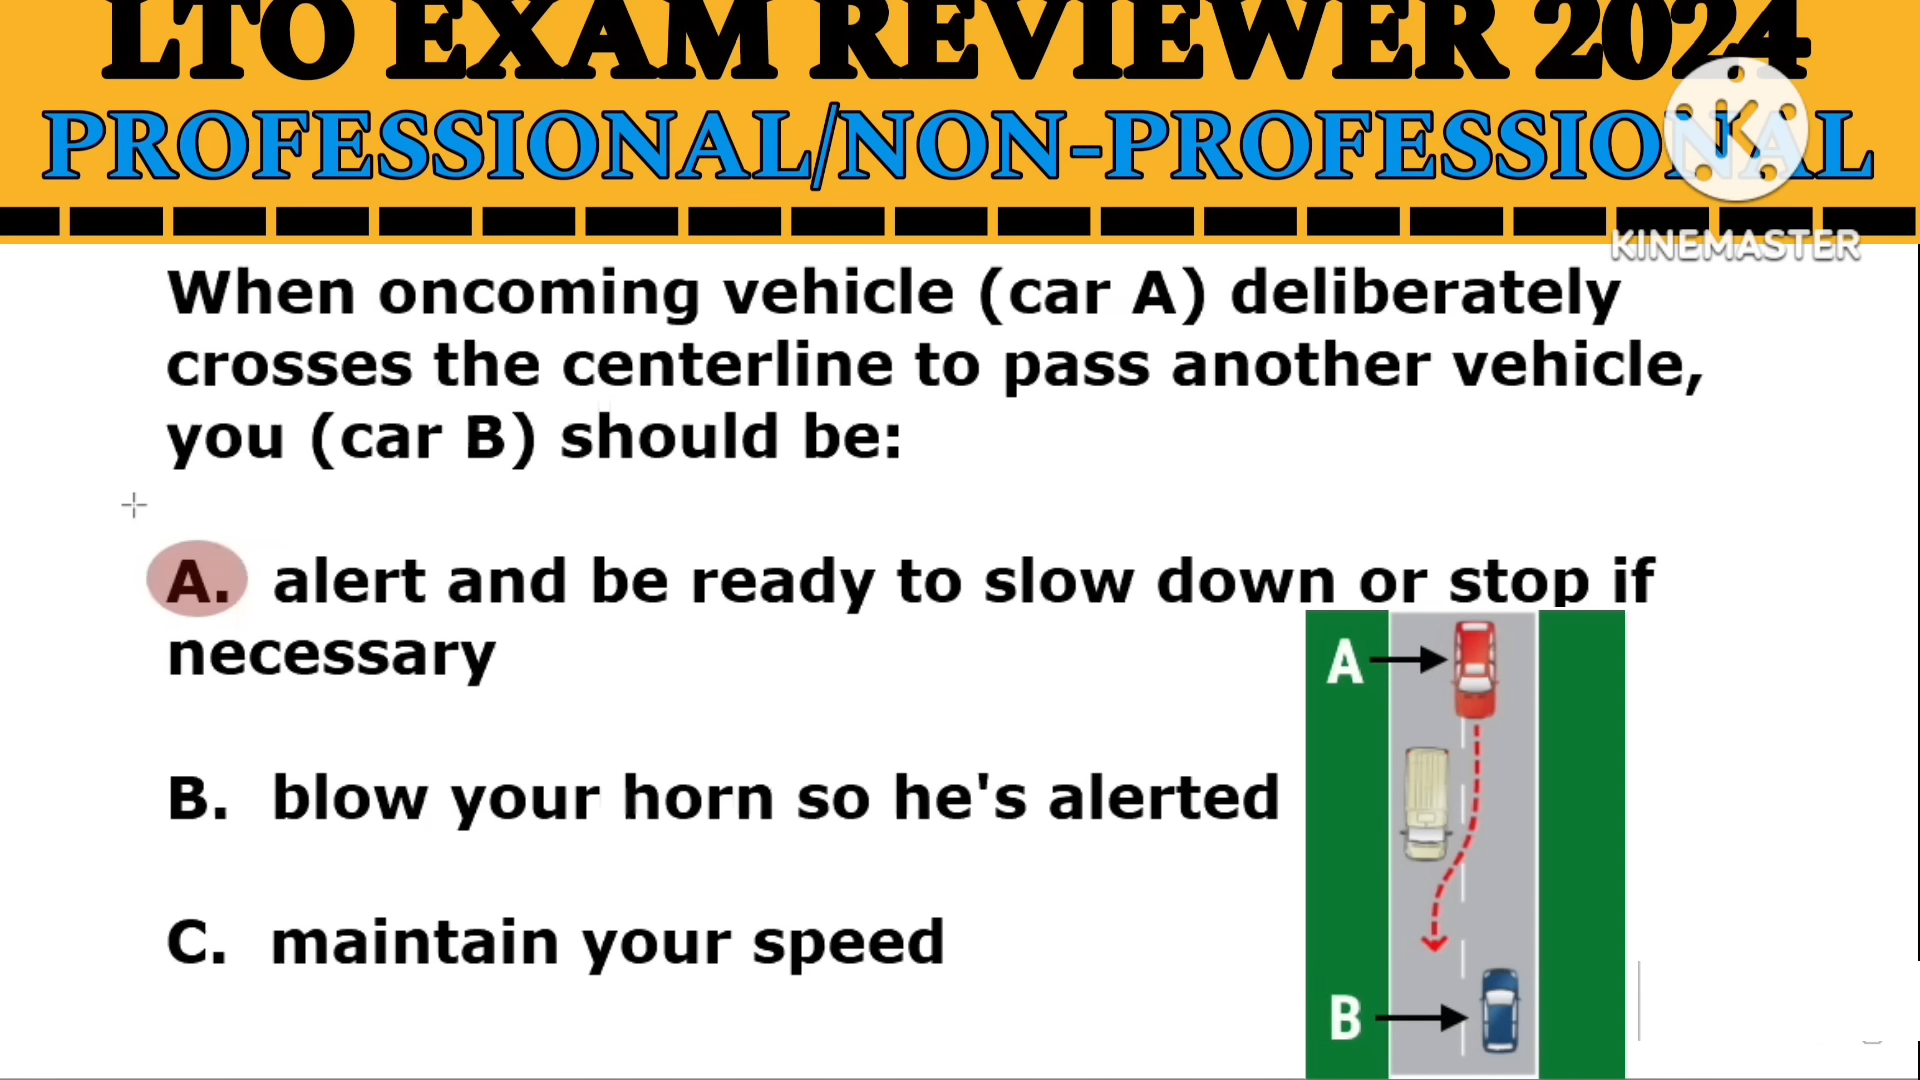 LTO EXAM REVIEWER 2024
PROFESSIONAL/NON-PROFESSIONAL
KINEMASTER
When oncoming vehicle (car A) deliberately
crosses the centerline to pass another vehicle,
you (car B) should be:
A. alert and be ready to slow down or stop if
necessary
B. blow your horn so he's alerted
C. maintain your speed
A
B